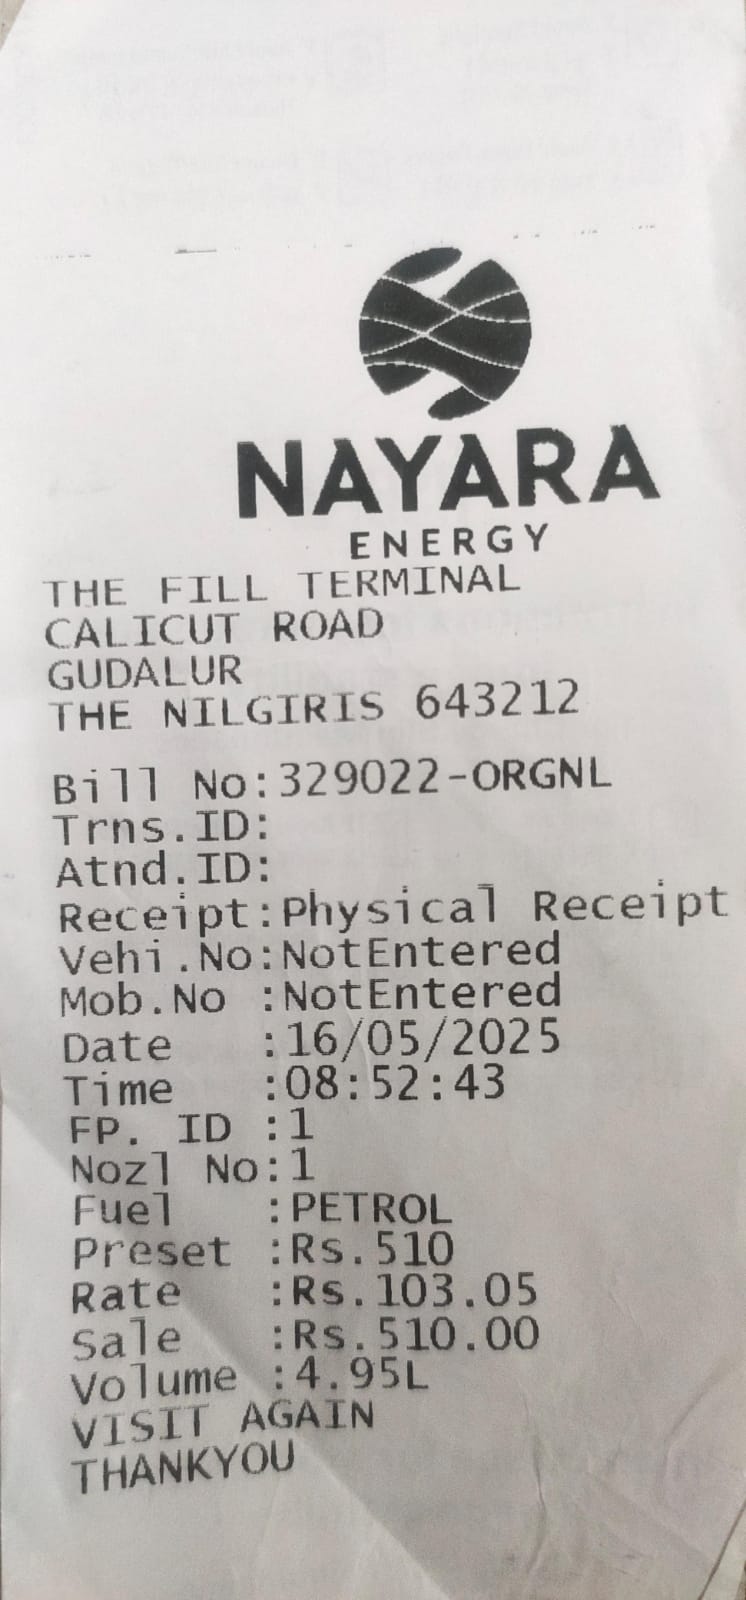 NAYARA
ENERGY
THE FILL TERMINAL
CALICUT ROAD
GUDALUR
THE NILGIRIS 643212
Bill No:329022-ORGNL
Trns.ID:
Atnd.ID:
Receipt:Physical Receipt
Vehi.No:NotEntered
Mob.No :NotEntered
Date :16/05/2025
Time :08:52:43
FP. ID :1
Nozl No:1
Fuel :PETROL
Preset :Rs.510
Rate :Rs.103.05
Sale :Rs.510.00
Volume :4.95L
VISIT AGAIN
THANKYOU